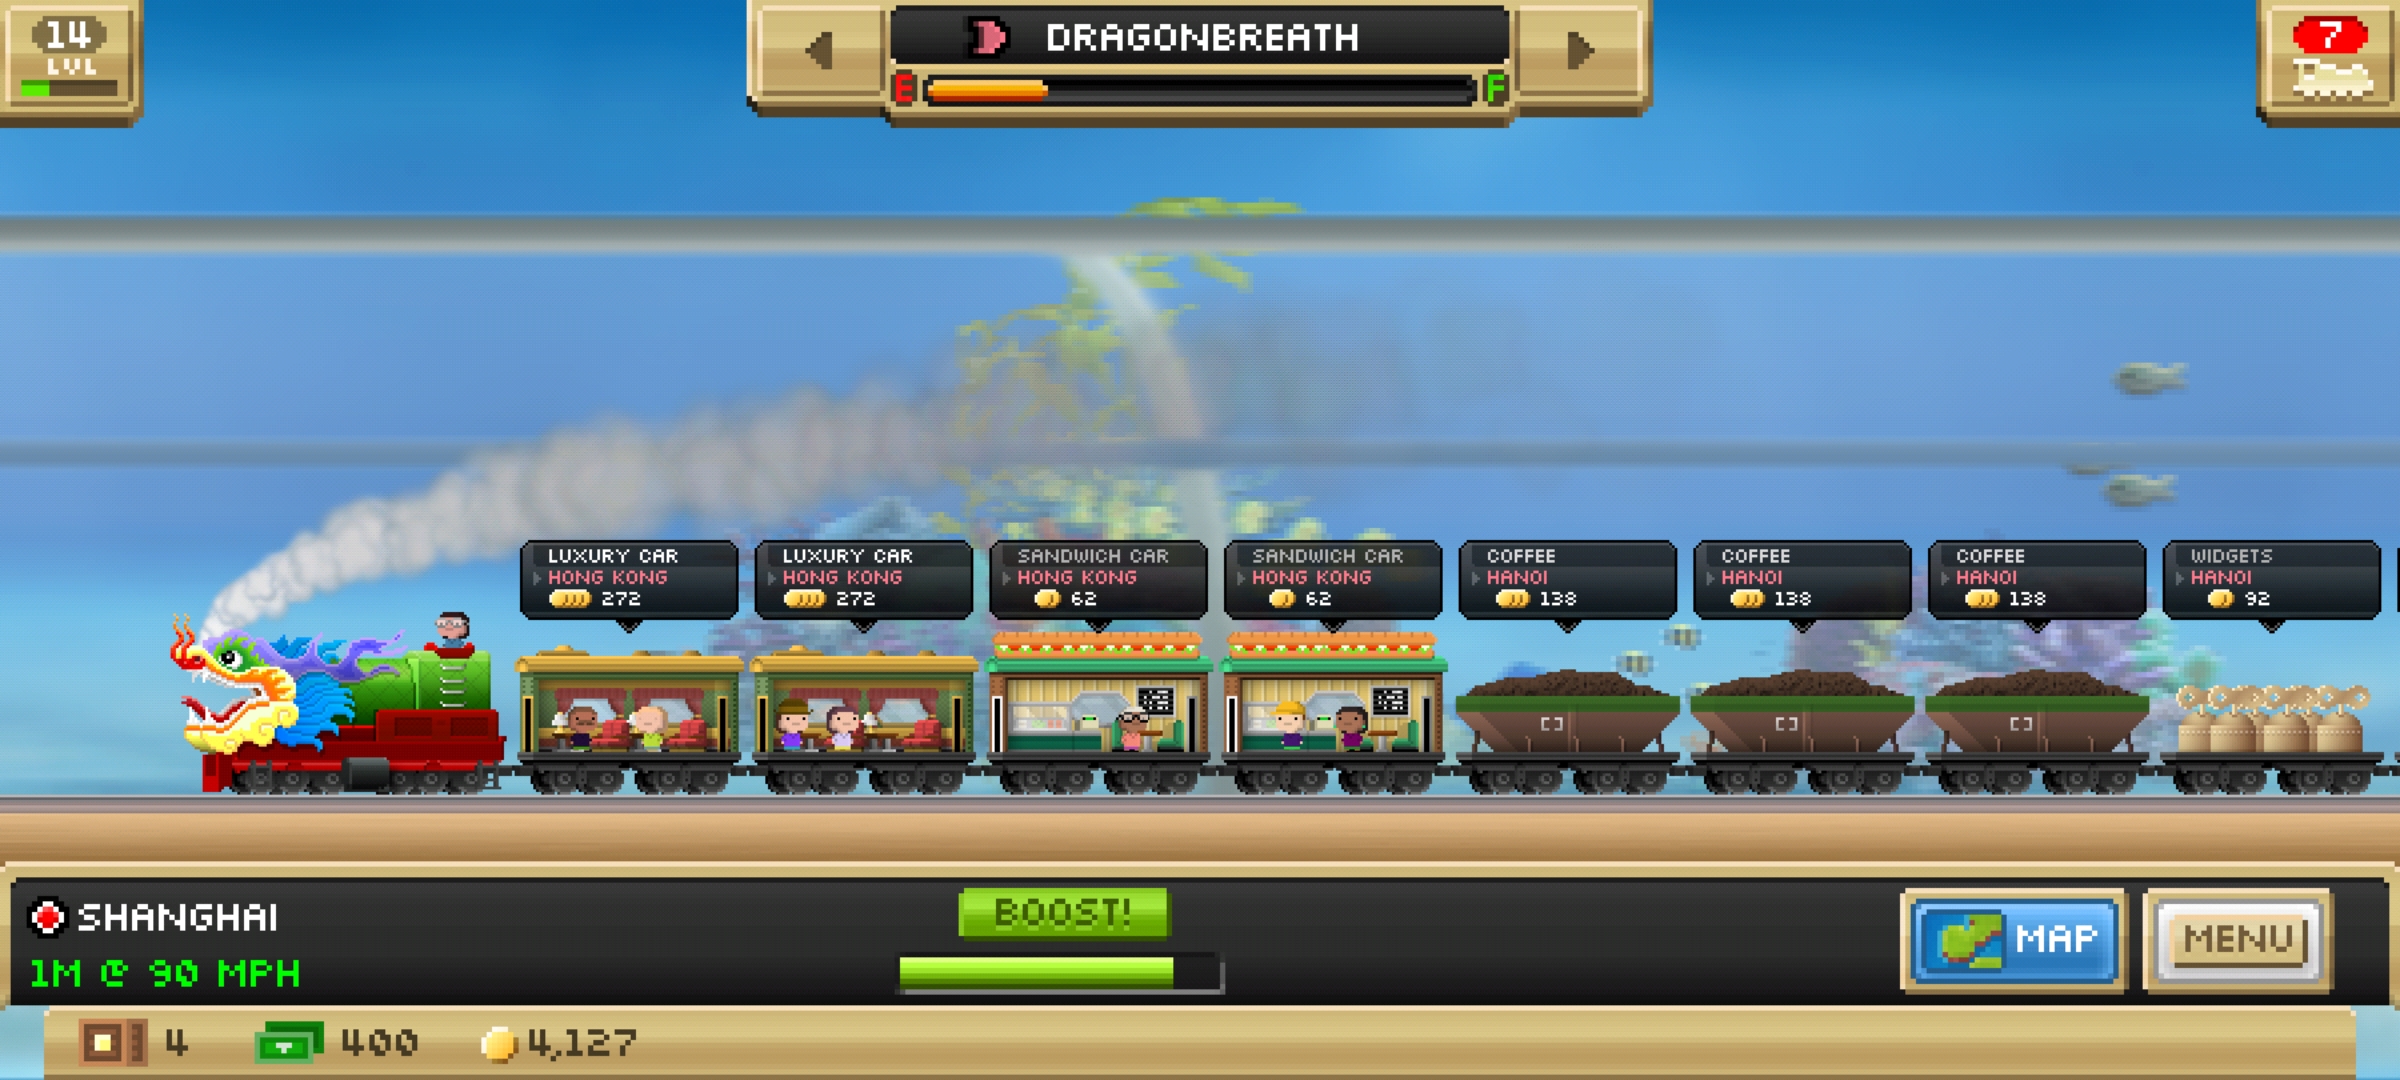 14
LVL
DRAGONBREATH
E F
7
LUXURY CAR
HONG KONG
272
LUXURY CAR
HONG KONG
272
SANDWICH CAR
HONG KONG
62
SANDWICH CAR
HONG KONG
62
COFFEE
HANOI
138
COFFEE
HANOI
138
COFFEE
HANOI
138
WIDGETS
HANOI
92
SHANGHAI
1M @ 90 MPH
BOOST!
MAP
MENU
4
400
4,127